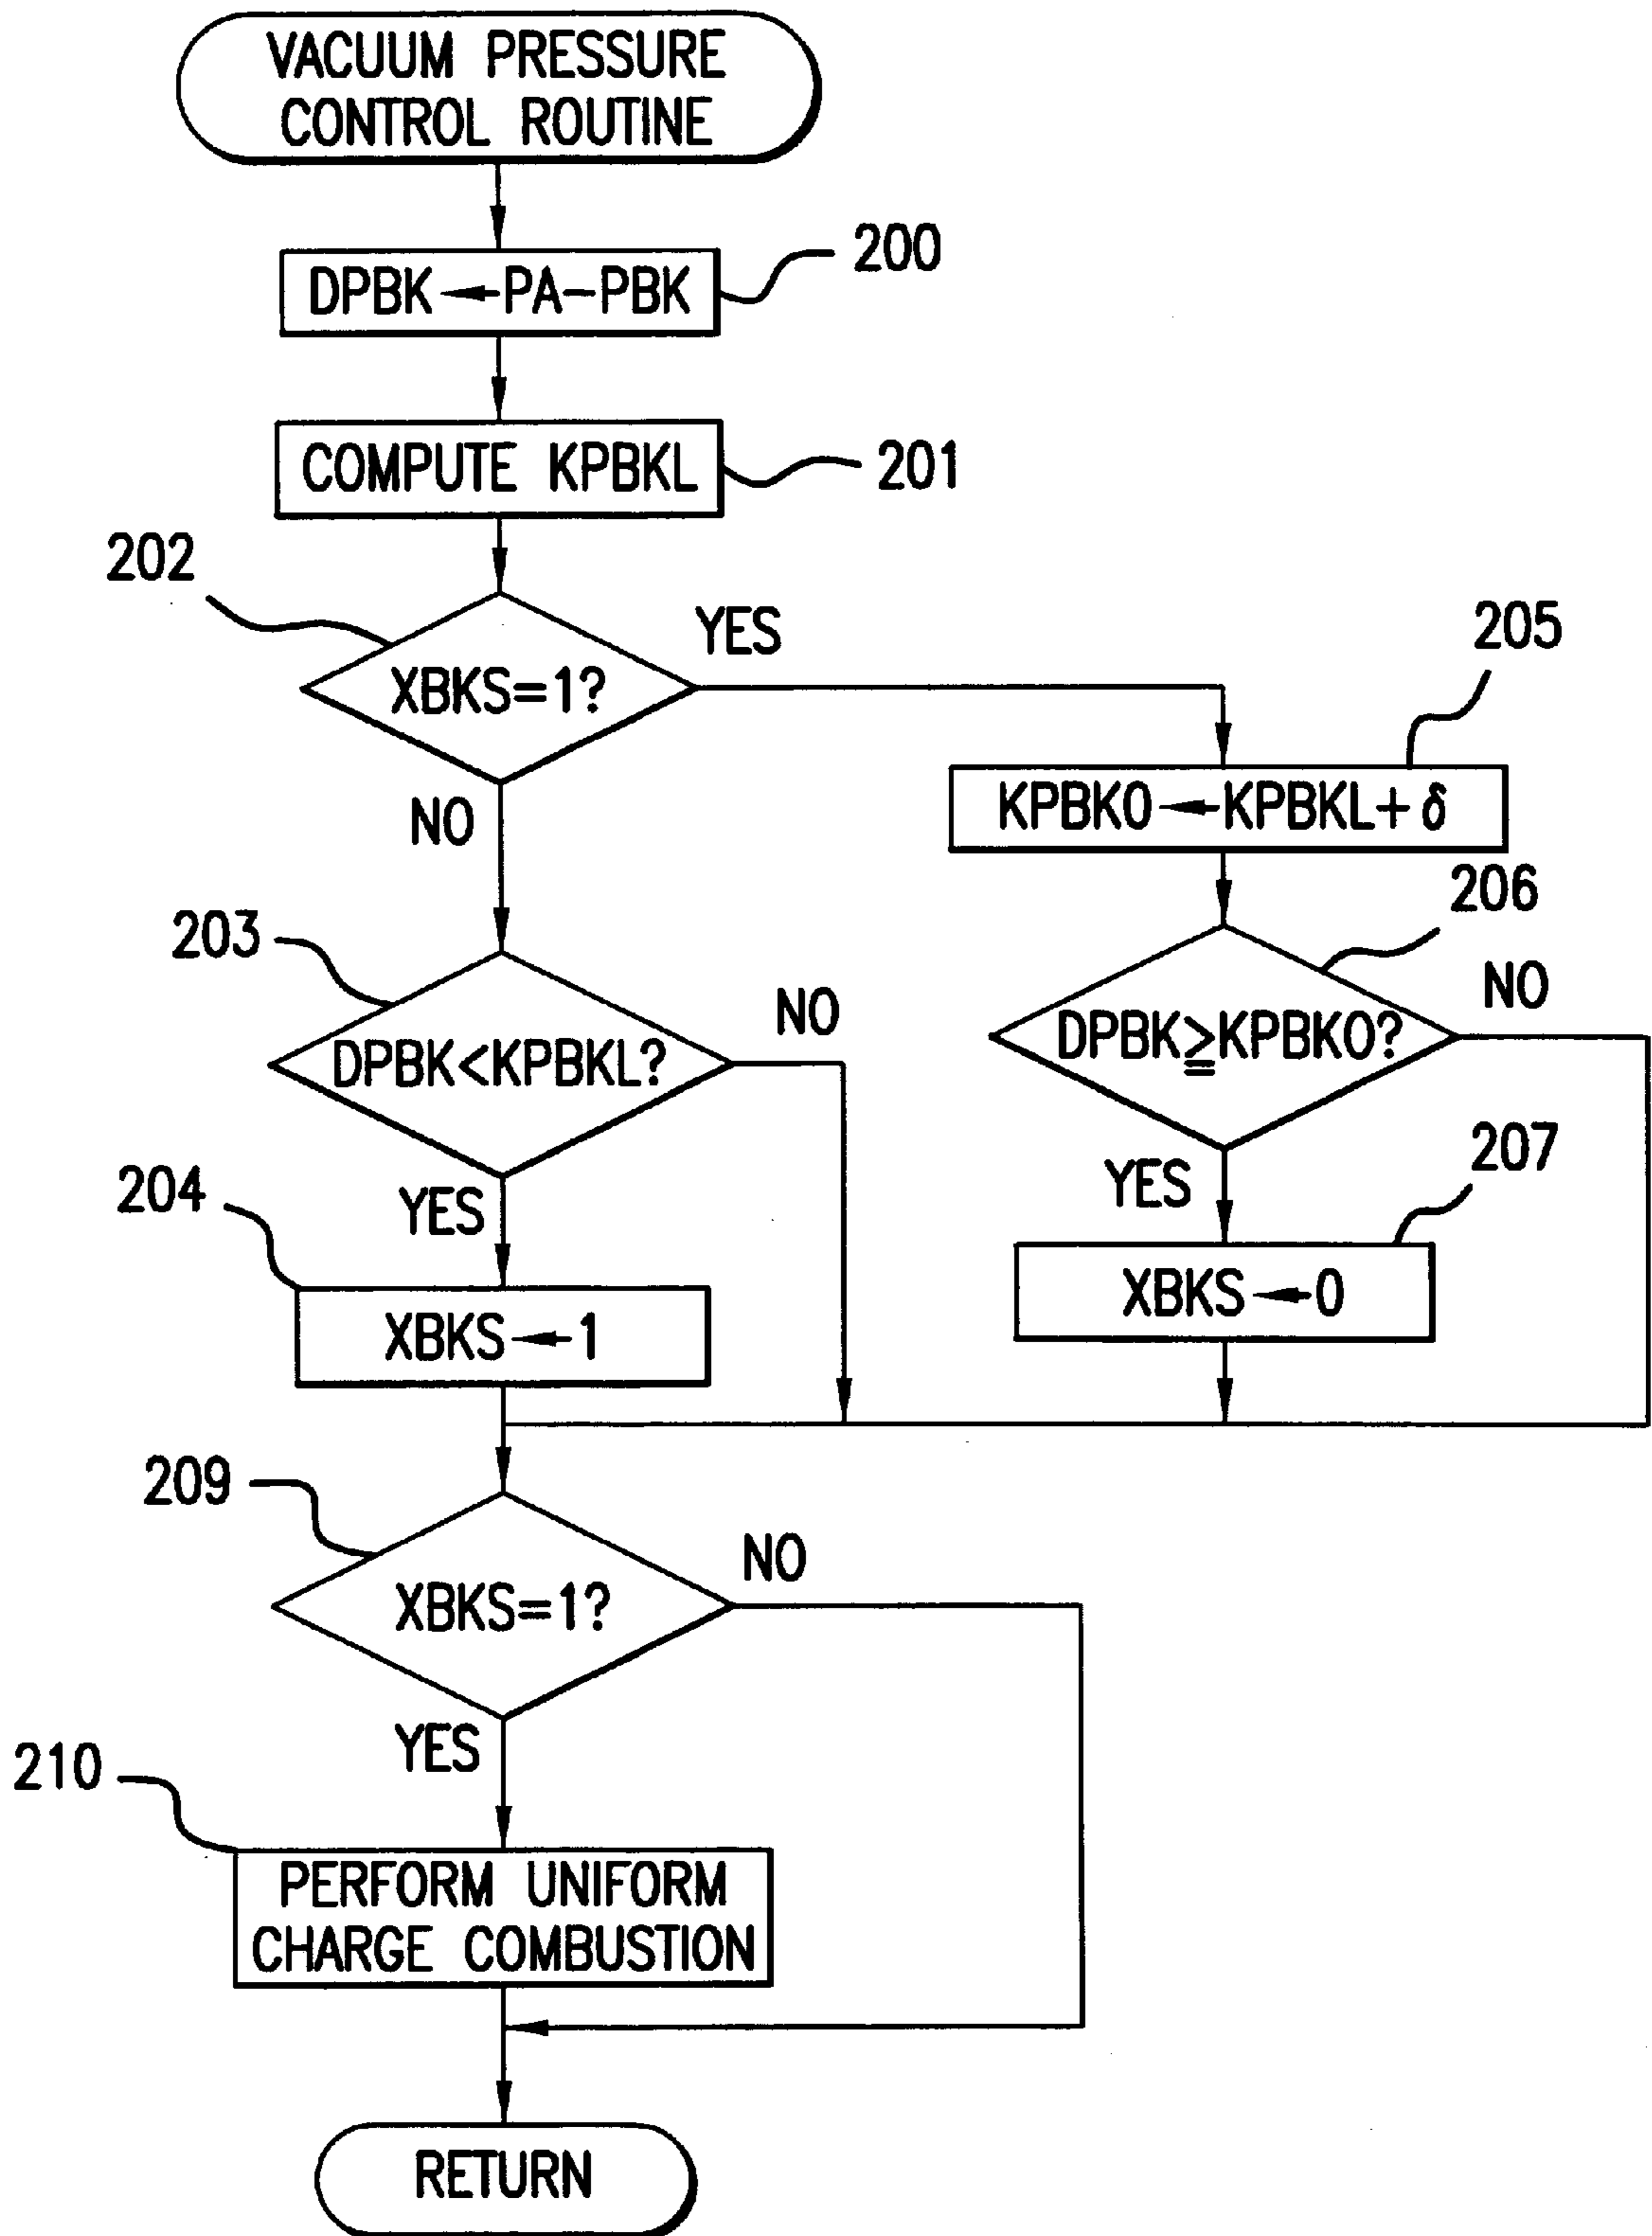 VACUUM PRESSURE
CONTROL ROUTINE
DPBK←PA−PBK
200
COMPUTE KPBKL
201
202
XBKS=1?
YES
NO
205
KPBKO←KPBKL+δ
206
203
DPBK<KPBKL?
NO
YES
DPBK≧KPBKO?
NO
YES
204
XBKS←1
207
XBKS←0
209
XBKS=1?
NO
YES
210
PERFORM UNIFORM
CHARGE COMBUSTION
RETURN